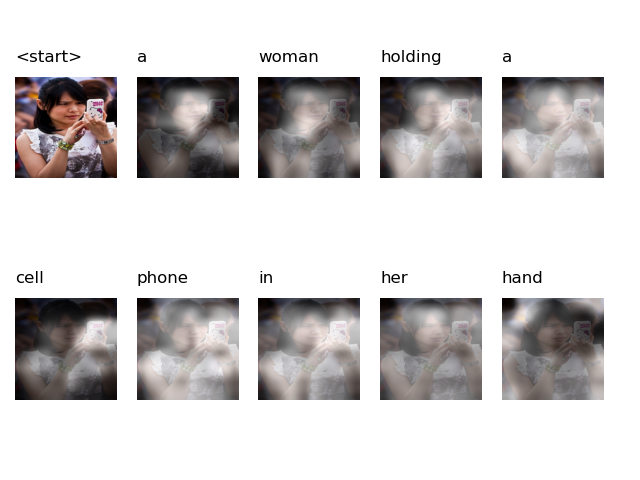 <start> a woman holding a
cell phone in her hand